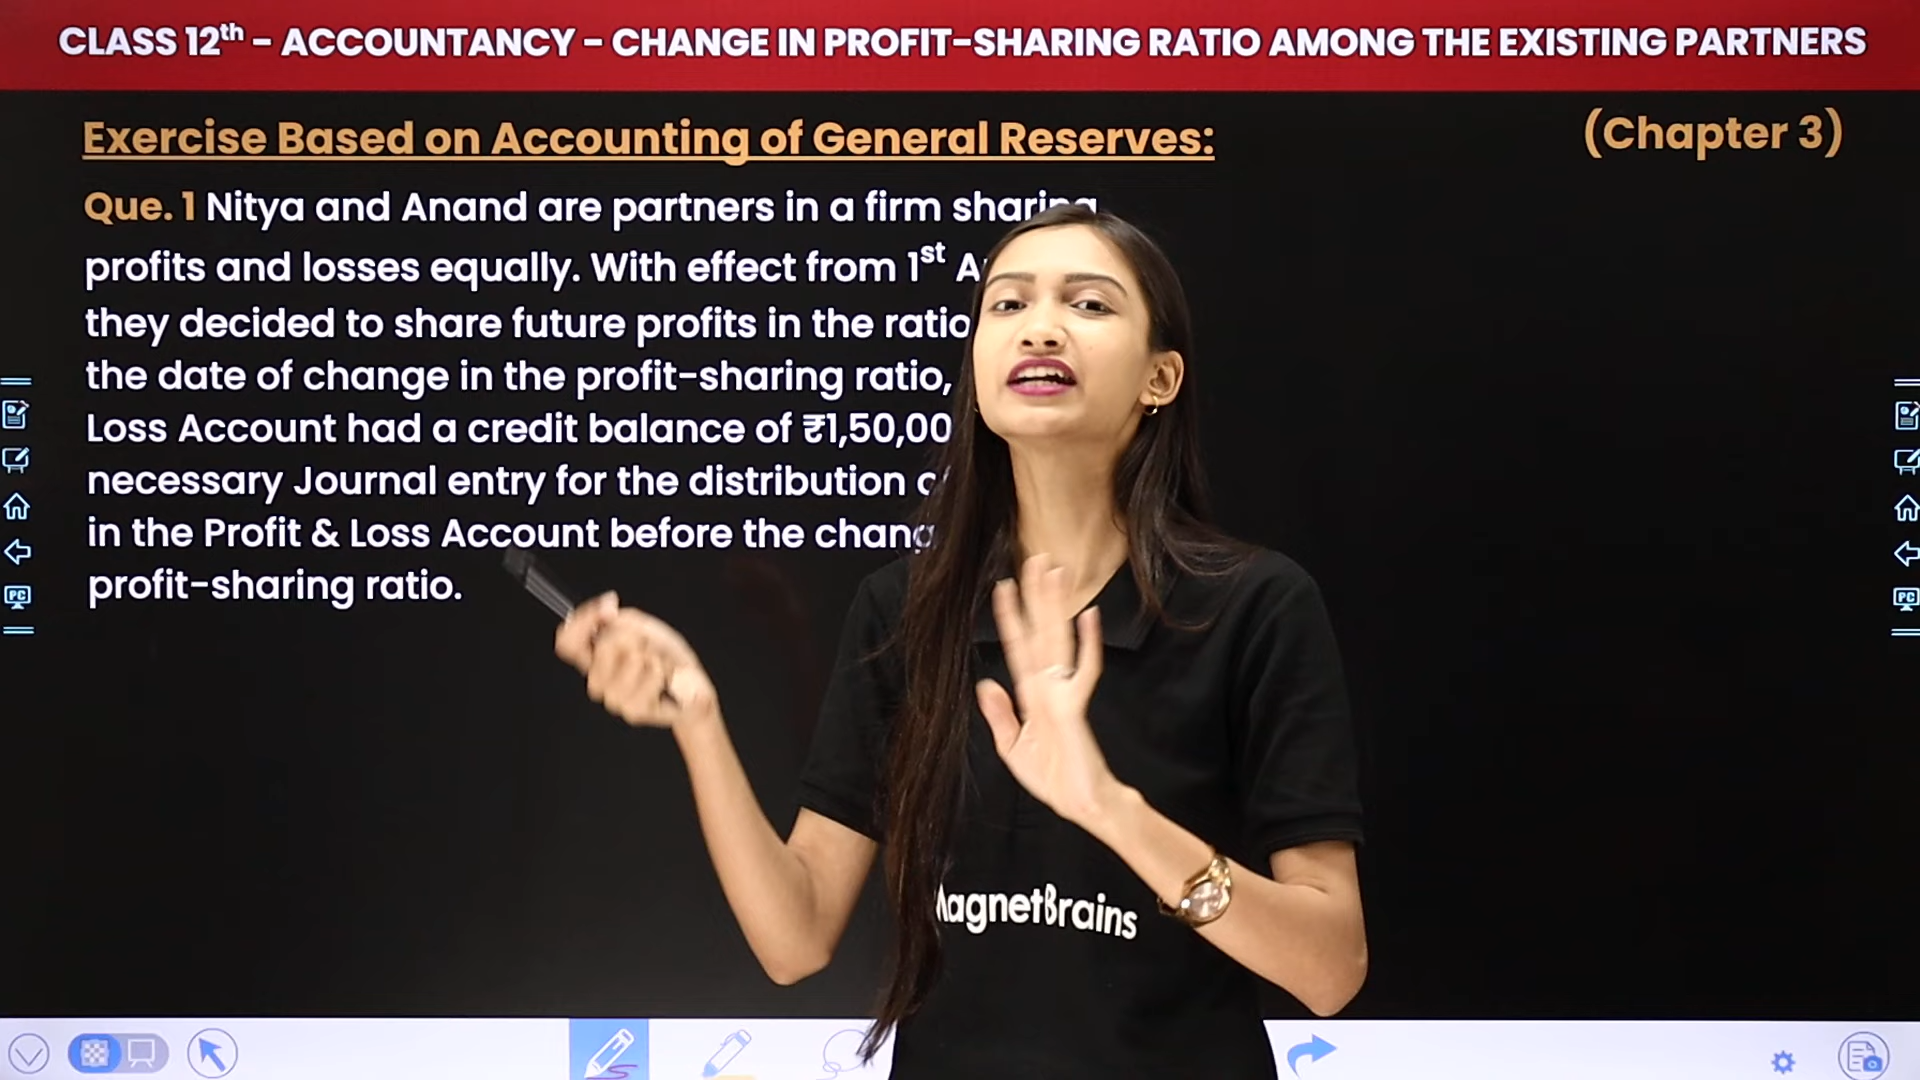 CLASS 12th - ACCOUNTANCY - CHANGE IN PROFIT-SHARING RATIO AMONG THE EXISTING PARTNERS
Exercise Based on Accounting of General Reserves:
(Chapter 3)
Que. 1 Nitya and Anand are partners in a firm sharing
profits and losses equally. With effect from 1st
they decided to share future profits in the ratio
the date of change in the profit-sharing ratio,
Loss Account had a credit balance of ₹1,50,00
necessary Journal entry for the distribution
in the Profit & Loss Account before the
profit-sharing ratio.
MagnetBrains
PC
PC